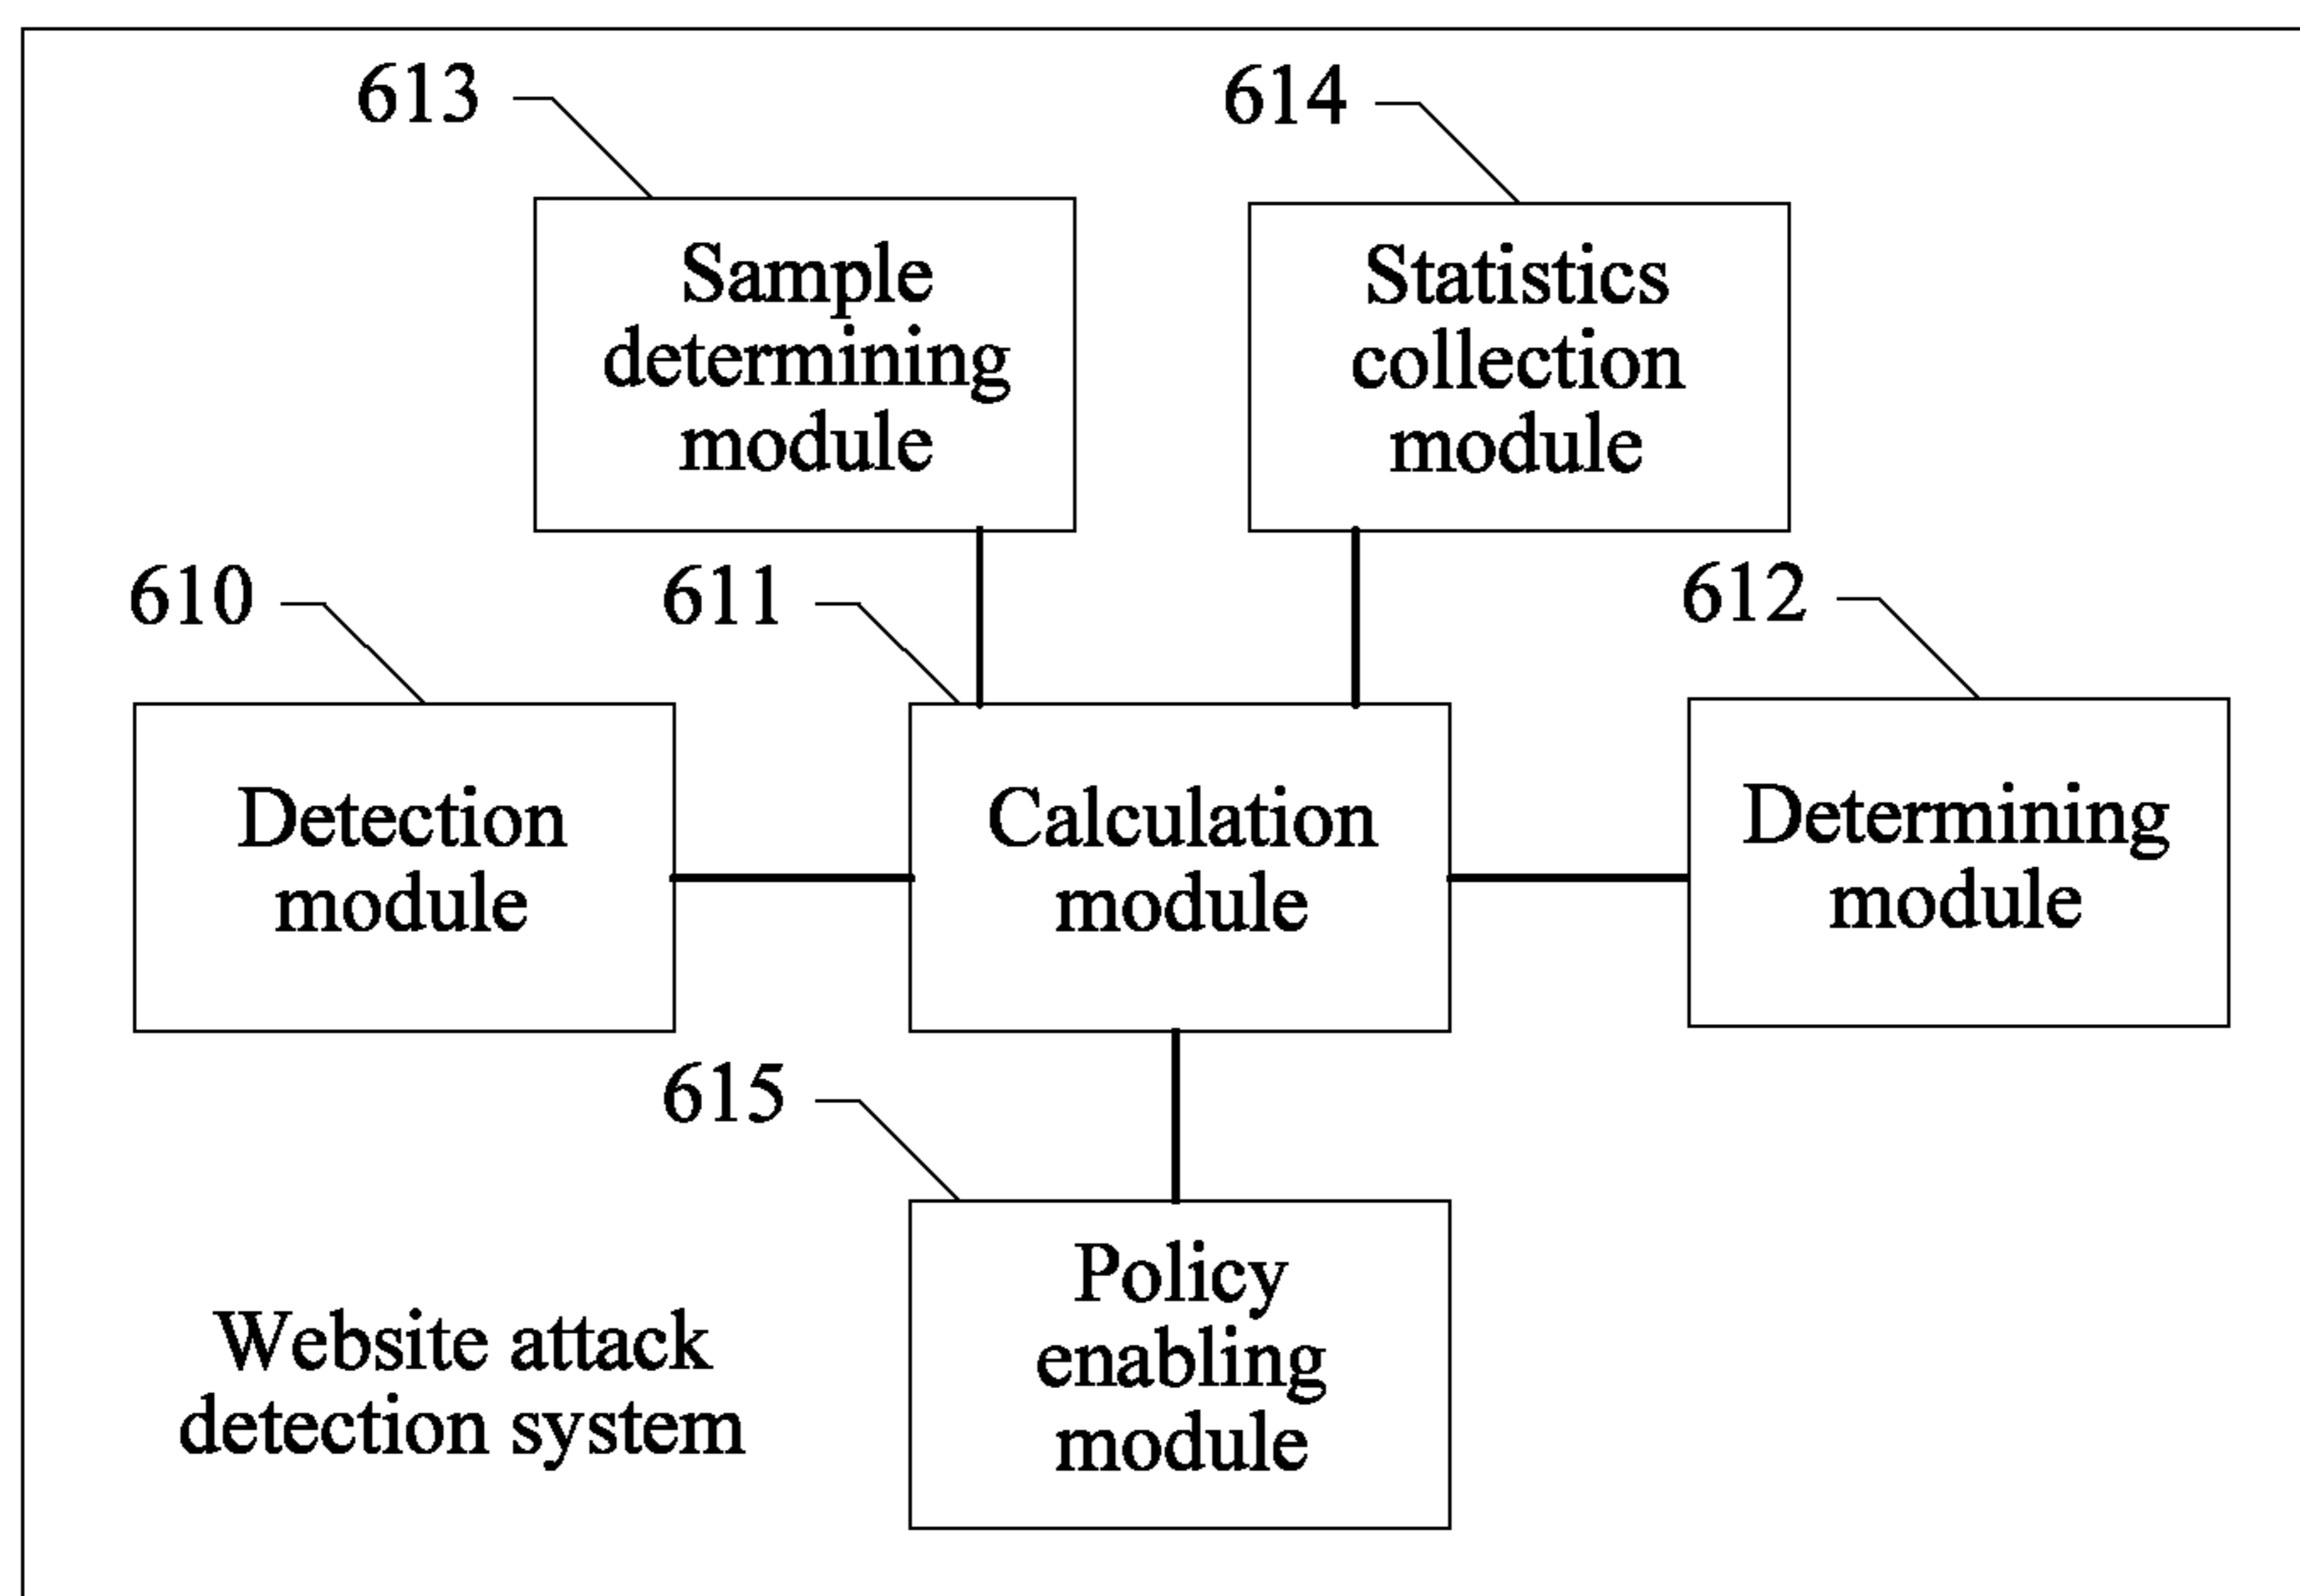 613
614
Sample
determining
module
Statistics
collection
module
610
611
612
Detection
module
Calculation
module
Determining
module
615
Policy
enabling
module
Website attack
detection system